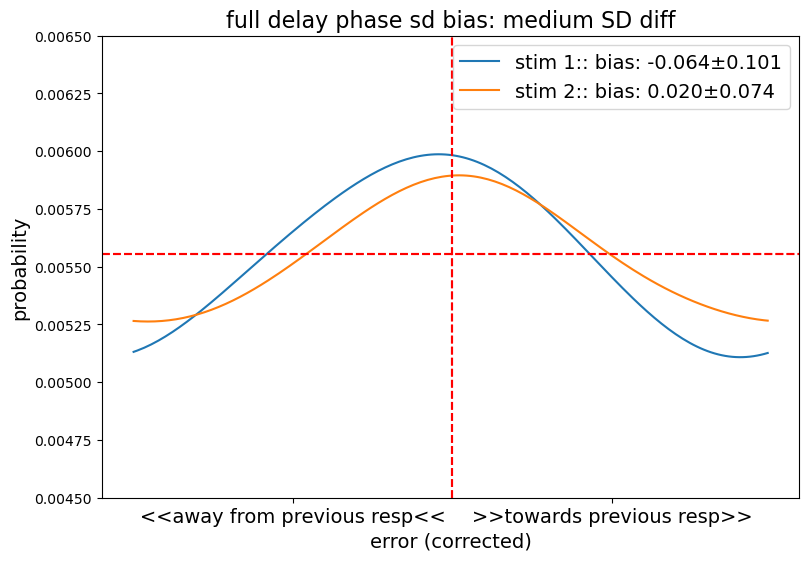 full delay phase sd bias: medium SD diff
stim 1:: bias: -0.064±0.101
stim 2:: bias: 0.020±0.074
0.00650
0.00625
0.00600
0.00575
0.00550
0.00525
0.00500
0.00475
0.00450
probability
<<away from previous resp<<
>>towards previous resp>>
error (corrected)